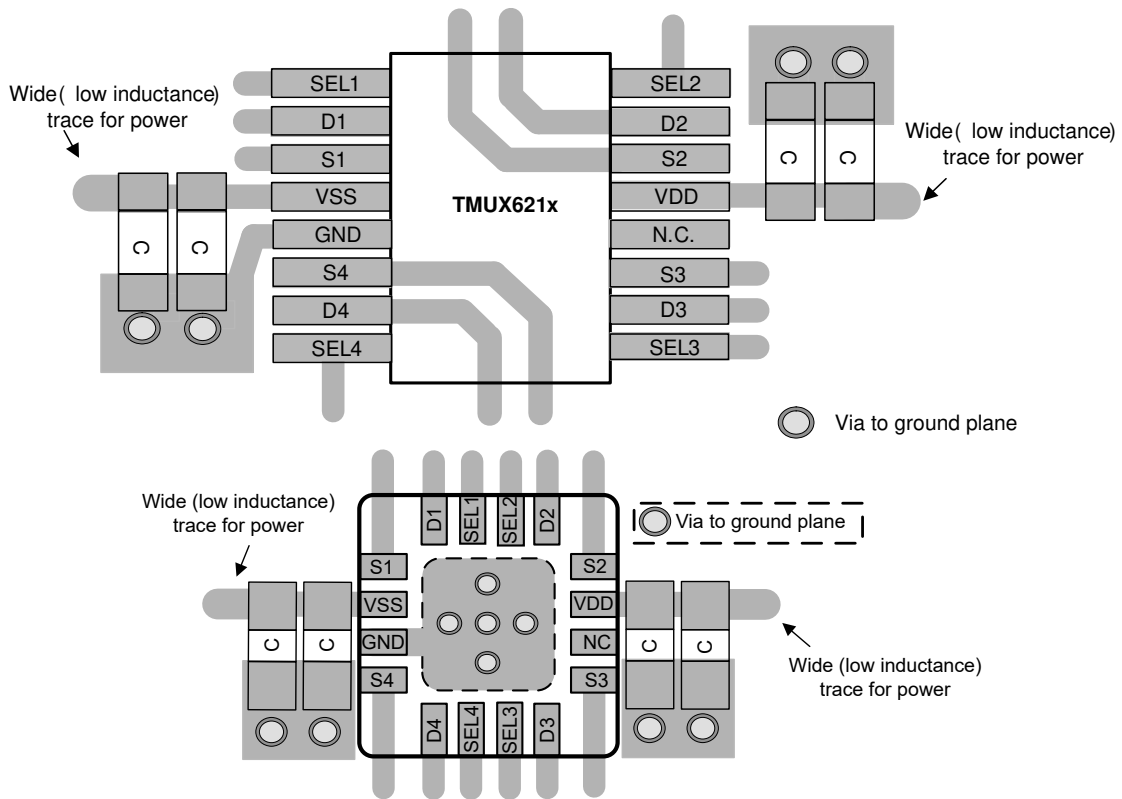 Wide( low inductance)
trace for power
SEL1
D1
S1
VSS
GND
S4
D4
SEL4
C
C
TMUX621x
SEL2
D2
S2
VDD
N.C.
S3
D3
SEL3
C
C
Wide( low inductance)
trace for power
Via to ground plane
Wide (low inductance)
trace for power
D1
SEL1
SEL2
D2
Via to ground plane
S1
VSS
GND
S4
S2
VDD
NC
S3
C
C
C
C
D4
SEL4
SEL3
D3
Wide (low inductance)
trace for power